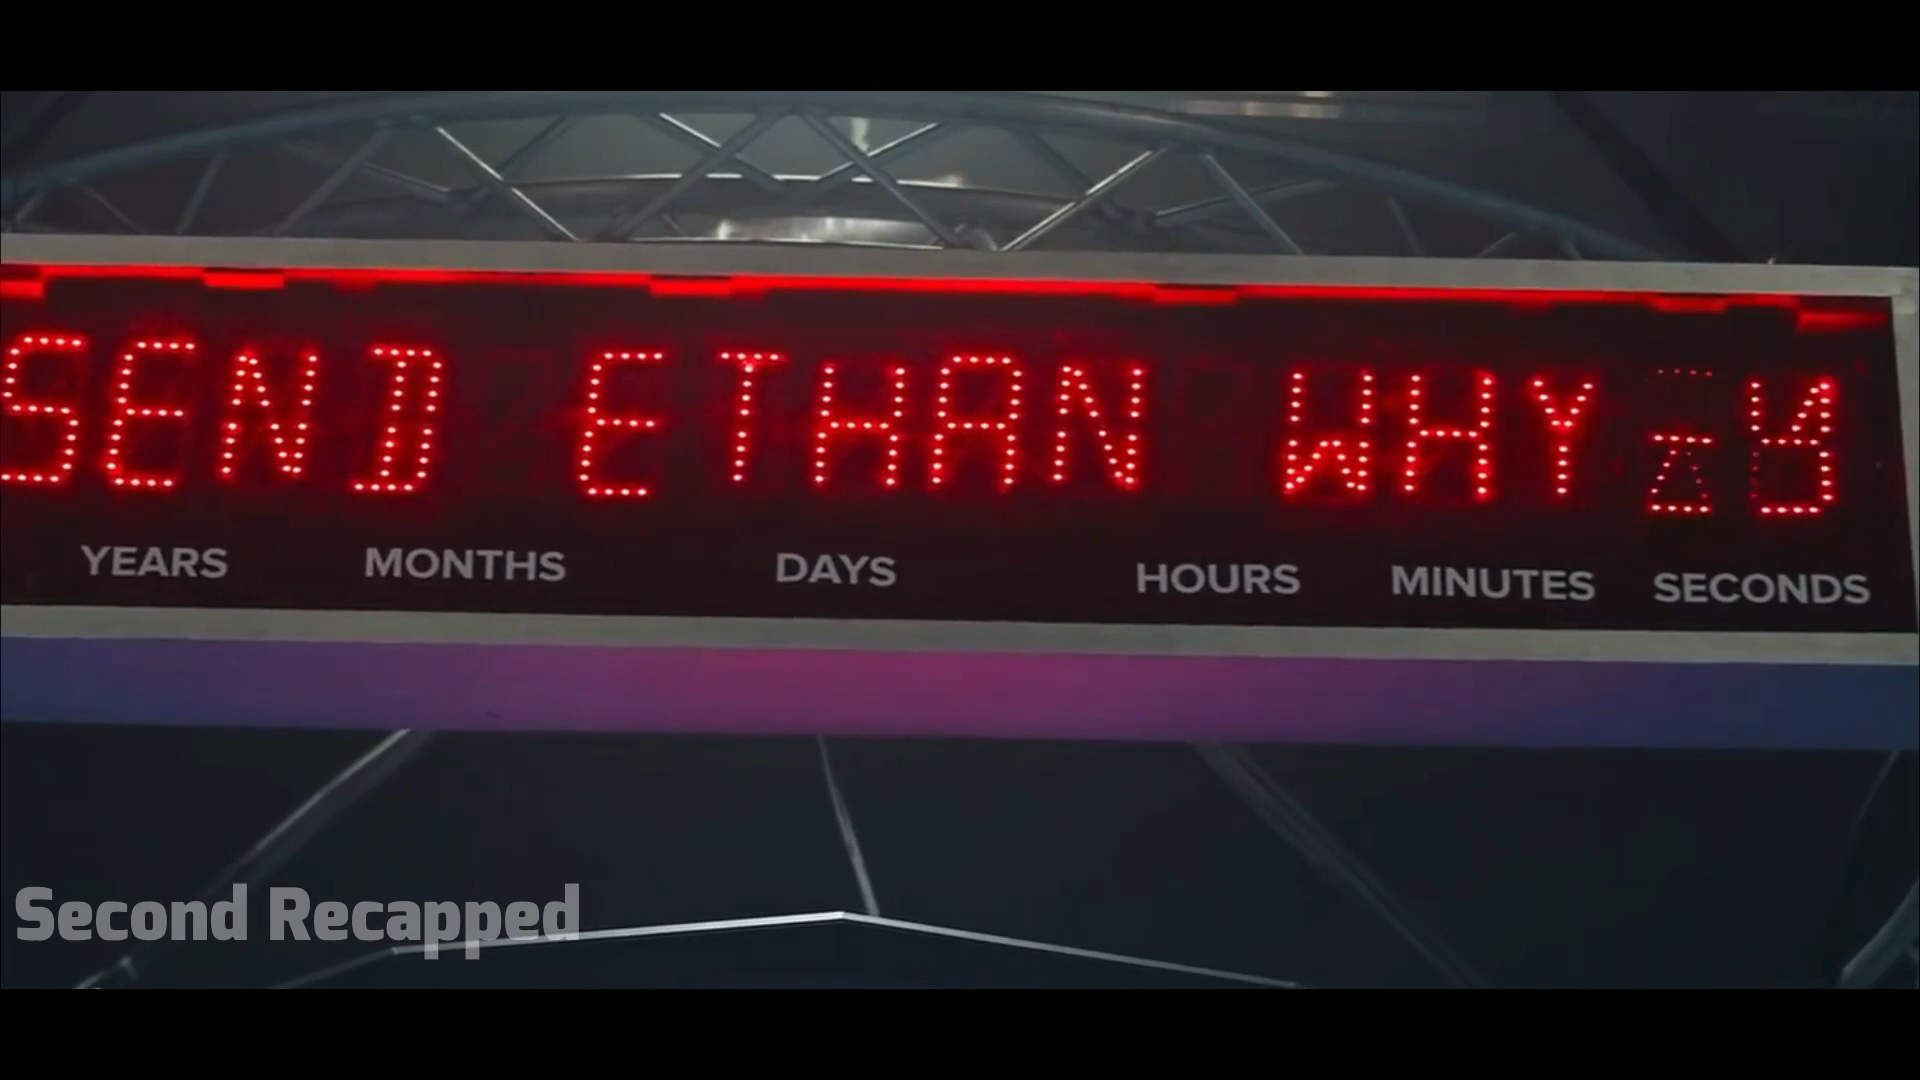 SEND ETHAN WHY
YEARS MONTHS DAYS HOURS MINUTES SECONDS
Second Recapped